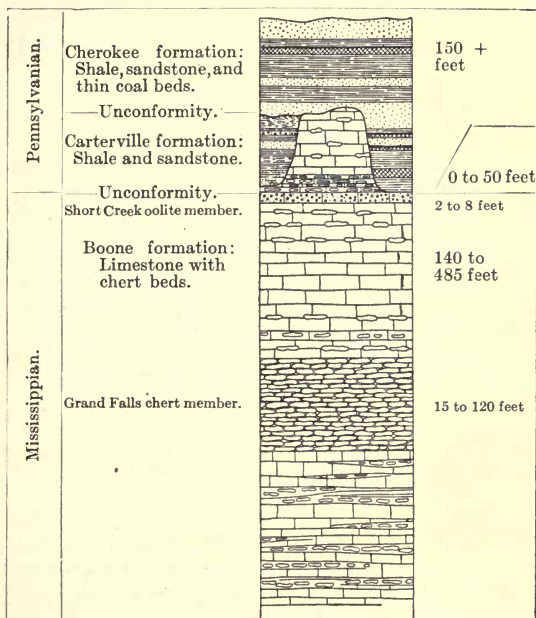 Pennsylvanian.
Cherokee formation:
Shale, sandstone, and
thin coal beds.
150 +
feet
Unconformity.
Carterville formation:
Shale and sandstone.
0 to 50 feet
Unconformity.
Mississippian.
Short Creek oolite member.
2 to 8 feet
Boone formation:
Limestone with
chert beds.
140 to
485 feet
Grand Falls chert member.
15 to 120 feet